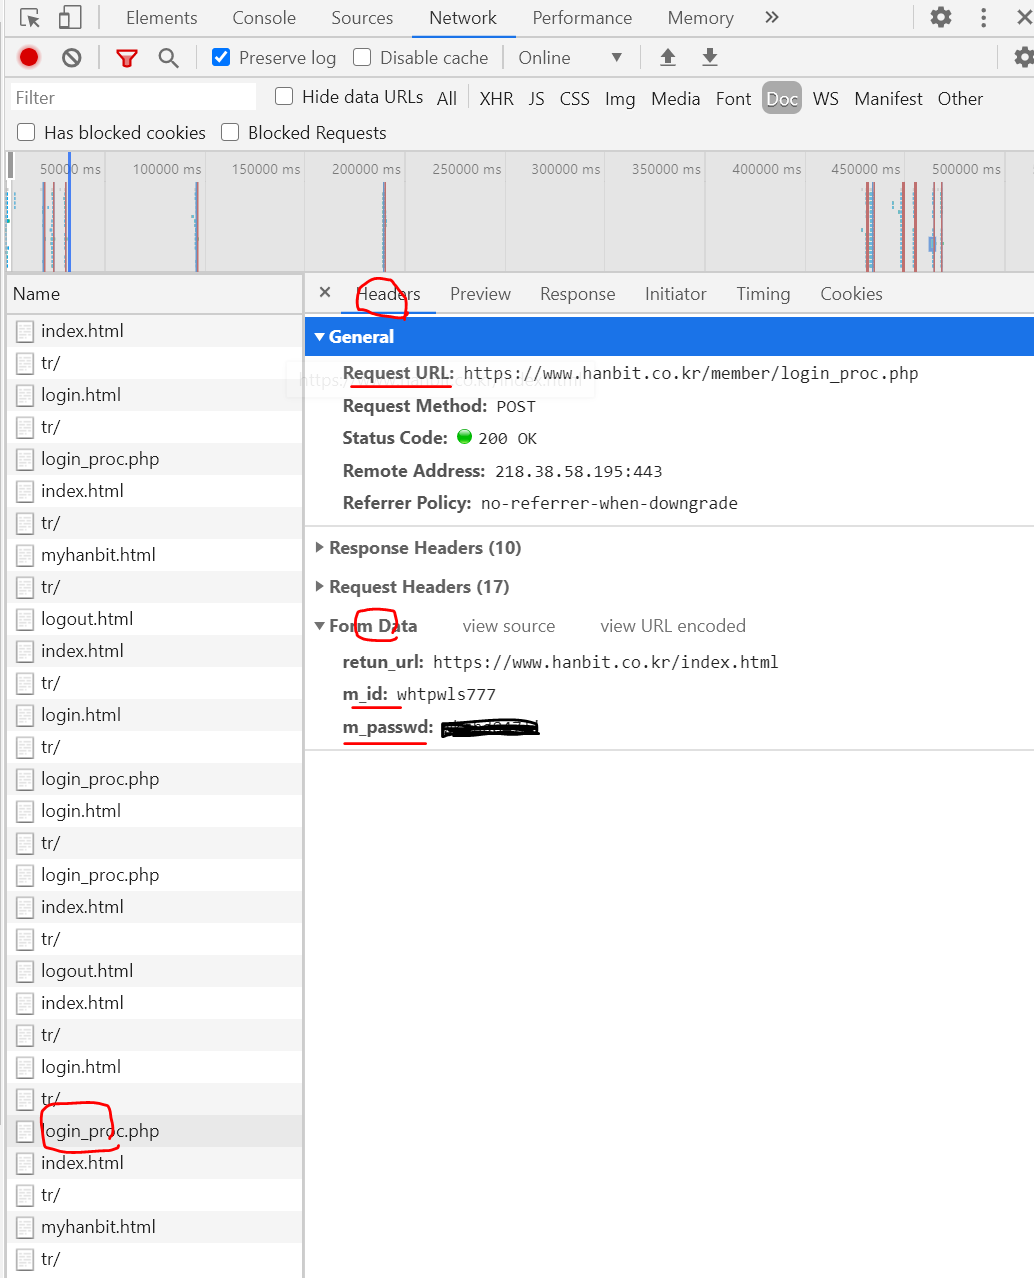 Elements Console Sources Network Performance Memory »
Preserve log Disable cache Online ▼
Filter Hide data URLs All XHR JS CSS Img Media Font Doc WS Manifest Other
Has blocked cookies Blocked Requests
50000 ms 100000 ms 150000 ms 200000 ms 250000 ms 300000 ms 350000 ms 400000 ms 450000 ms 500000 ms
Name
index.html
tr/
login.html
tr/
login_proc.php
index.html
tr/
myhanbit.html
tr/
logout.html
index.html
tr/
login.html
tr/
login_proc.php
login.html
tr/
login_proc.php
index.html
tr/
logout.html
index.html
tr/
login.html
tr/
login_proc.php
index.html
tr/
myhanbit.html
tr/
× Headers Preview Response Initiator Timing Cookies
▼ General
Request URL: https://www.hanbit.co.kr/member/login_proc.php
https://www.hanbit.co.kr/index.html
Request Method: POST
Status Code: 200 OK
Remote Address: 218.38.58.195:443
Referrer Policy: no-referrer-when-downgrade
▶ Response Headers (10)
▶ Request Headers (17)
▼ Form Data view source view URL encoded
retun_url: https://www.hanbit.co.kr/index.html
m_id: whtpwls777
m_passwd: